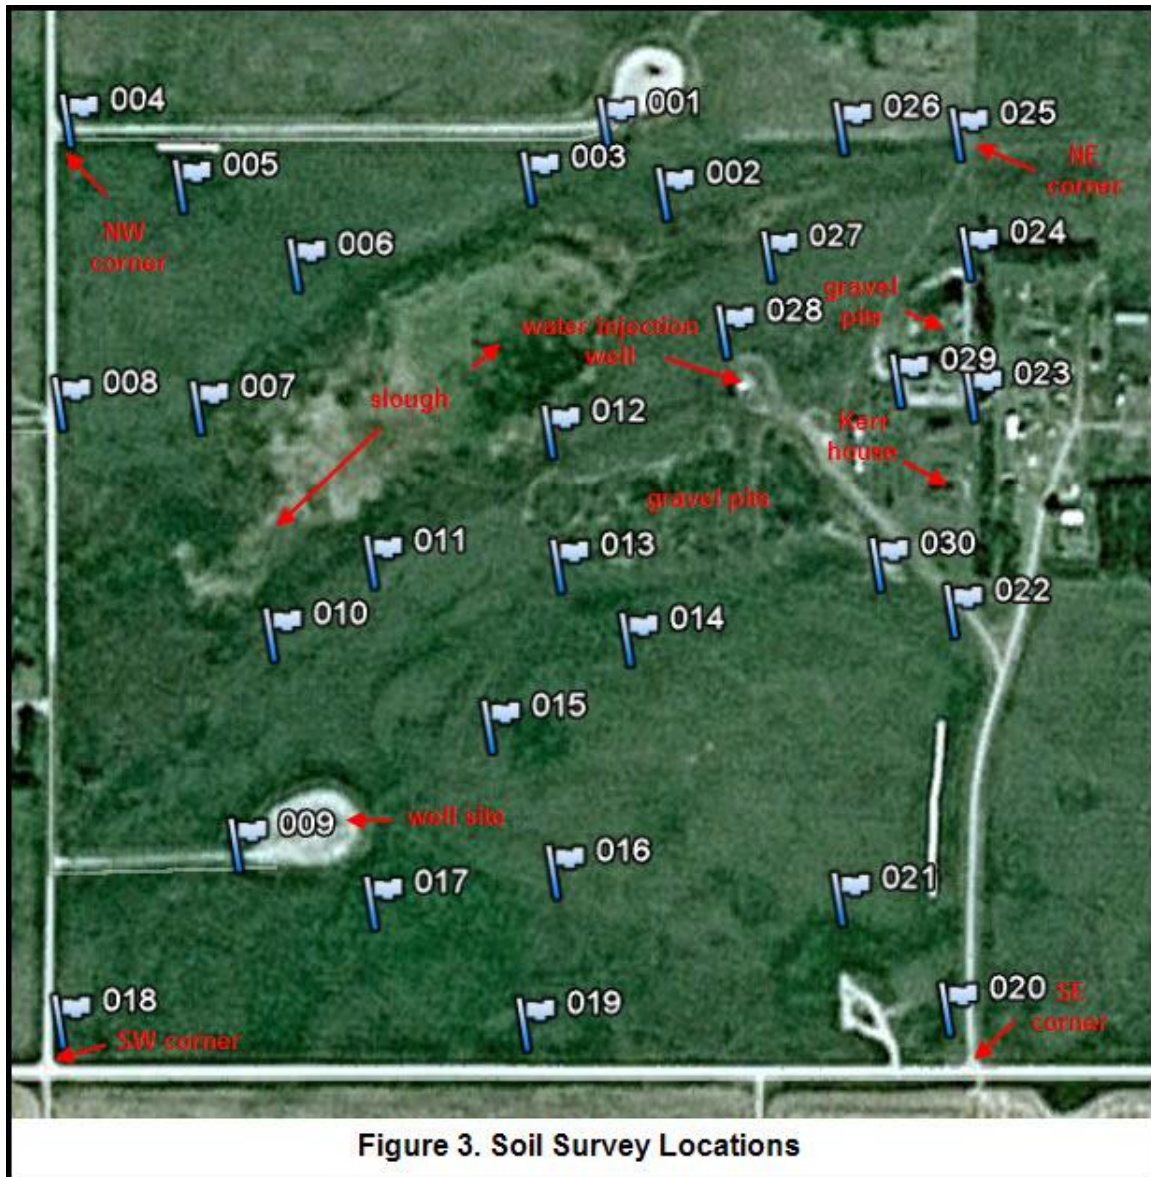 004
001
026
025
NE
corner
005
003
002
NW
corner
006
027
024
gravel
pits
water injection
well
028
008
007
slough
012
029
023
Kerr
house
gravel pits
011
013
030
010
014
022
015
009
well site
016
017
021
018
SW corner
019
020
SE
corner
Figure 3. Soil Survey Locations